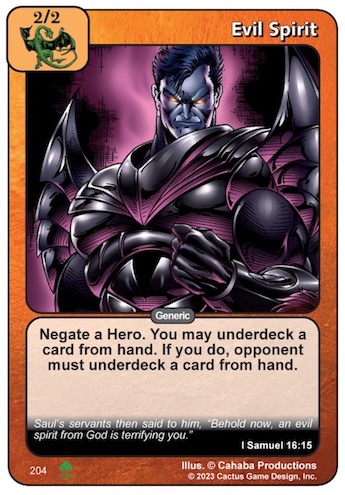 2/2
Evil Spirit
Generic
Negate a Hero. You may underdeck a
card from hand. If you do, opponent
must underdeck a card from hand.
Saul's servants then said to him, "Behold now, an evil
spirit from God is terrifying you."
I Samuel 16:15
204
Illus. © Cahaba Productions
© 2023 Cactus Game Design, Inc.